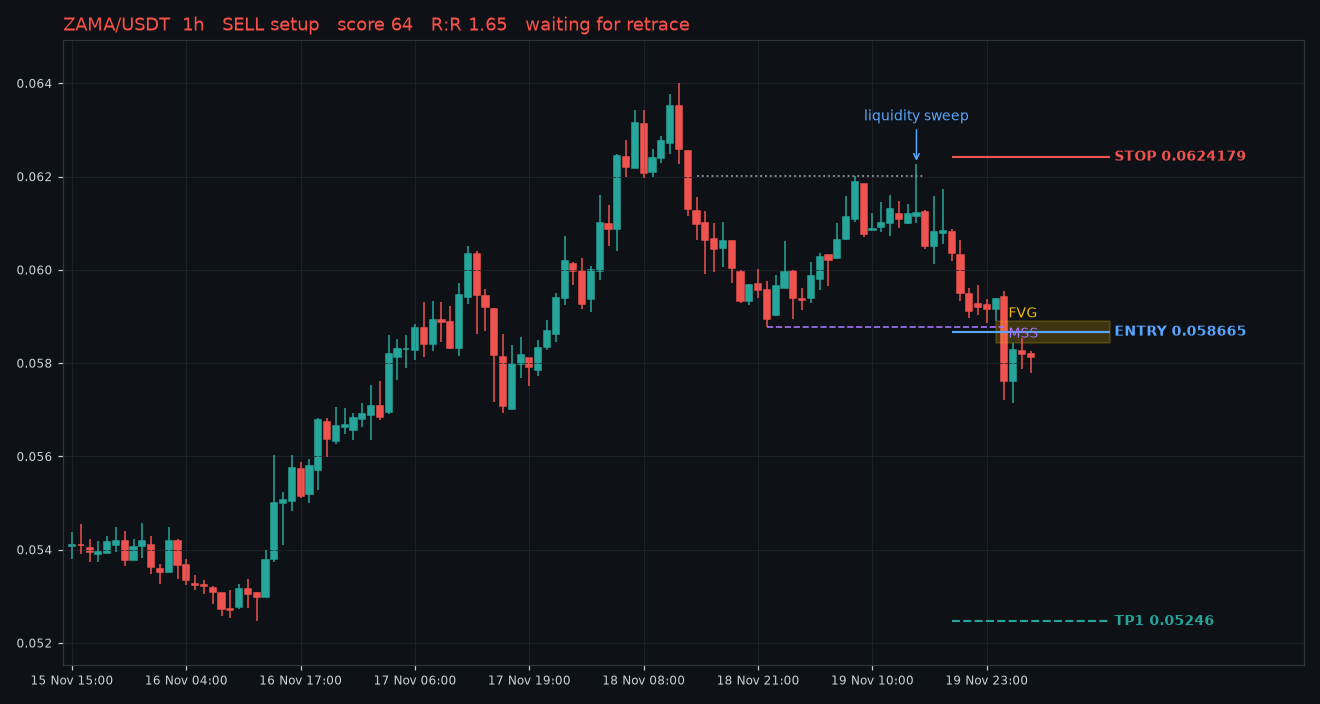 ZAMA/USDT 1h SELL setup score 64 R:R 1.65 waiting for retrace
0.064
liquidity sweep
STOP 0.0624179
0.062
0.060
FVG
MSS
ENTRY 0.058665
0.058
0.056
0.054
TP1 0.05246
0.052
15 Nov 15:00 16 Nov 04:00 16 Nov 17:00 17 Nov 06:00 17 Nov 19:00 18 Nov 08:00 18 Nov 21:00 19 Nov 10:00 19 Nov 23:00